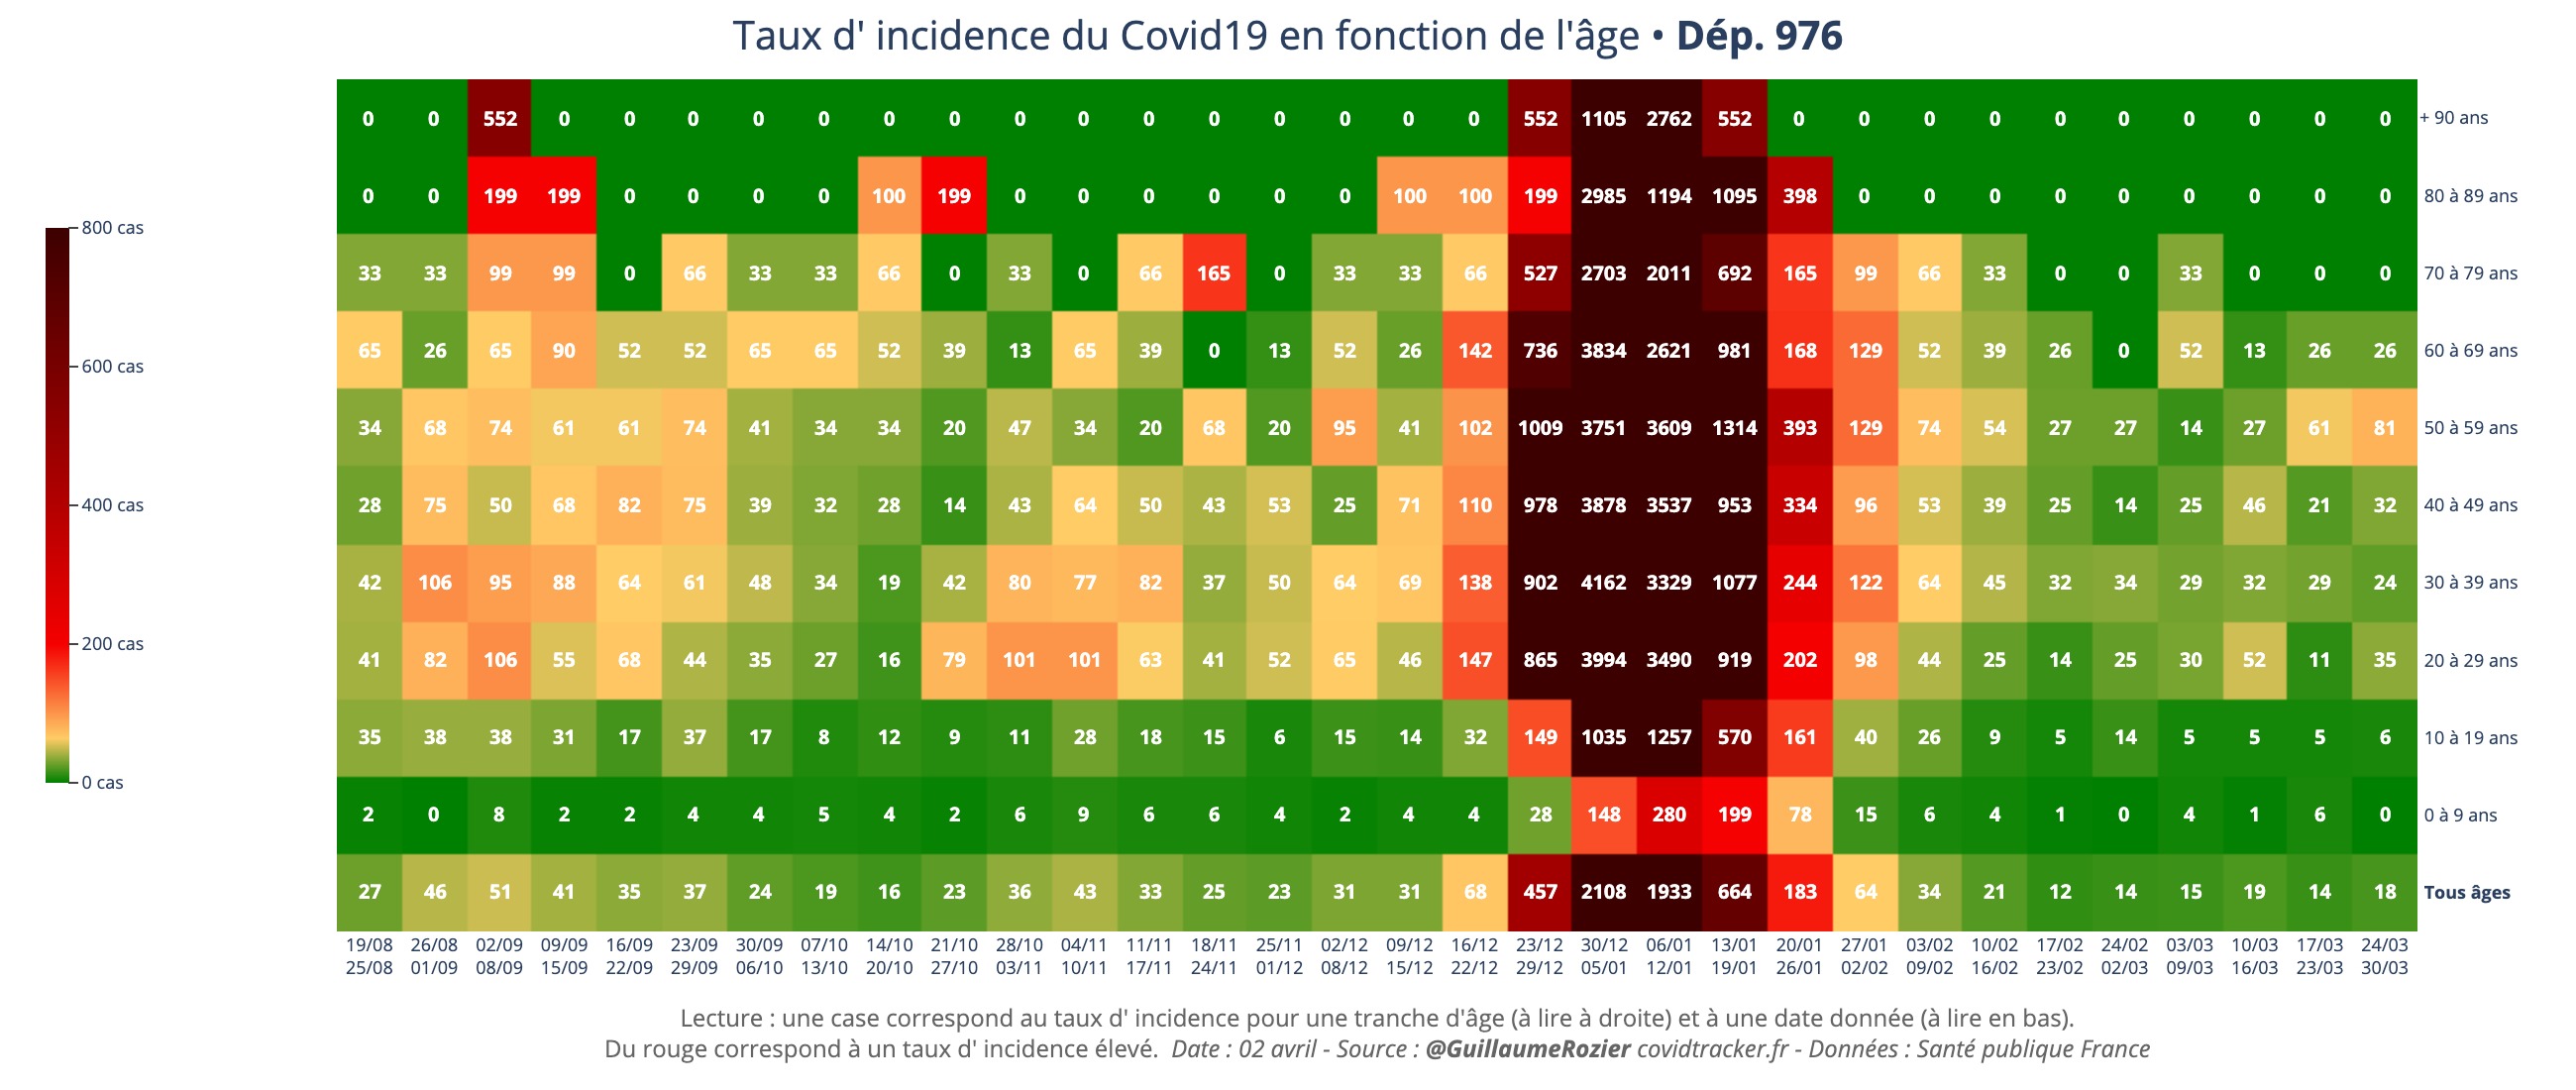 Taux d' incidence du Covid19 en fonction de l'âge • Dép. 976
0 0 552 0 0 0 0 0 0 0 0 0 0 0 0 0 0 0 552 1105 2762 552 0 0 0 0 0 0 0 0 0 0 + 90 ans
0 0 199 199 0 0 0 0 100 199 0 0 0 0 0 0 100 100 199 2985 1194 1095 398 0 0 0 0 0 0 0 0 0 80 à 89 ans
800 cas
33 33 99 99 0 66 33 33 66 0 33 0 66 165 0 33 33 66 527 2703 2011 692 165 99 66 33 0 0 33 0 0 0 70 à 79 ans
65 26 65 90 52 52 65 65 52 39 13 65 39 0 13 52 26 142 736 3834 2621 981 168 129 52 39 26 0 52 13 26 26 60 à 69 ans
600 cas
34 68 74 61 61 74 41 34 34 20 47 34 20 68 20 95 41 102 1009 3751 3609 1314 393 129 74 54 27 27 14 27 61 81 50 à 59 ans
400 cas
28 75 50 68 82 75 39 32 28 14 43 64 50 43 53 25 71 110 978 3878 3537 953 334 96 53 39 25 14 25 46 21 32 40 à 49 ans
42 106 95 88 64 61 48 34 19 42 80 77 82 37 50 64 69 138 902 4162 3329 1077 244 122 64 45 32 34 29 32 29 24 30 à 39 ans
200 cas
41 82 106 55 68 44 35 27 16 79 101 101 63 41 52 65 46 147 865 3994 3490 919 202 98 44 25 14 25 30 52 11 35 20 à 29 ans
35 38 38 31 17 37 17 8 12 9 11 28 18 15 6 15 14 32 149 1035 1257 570 161 40 26 9 5 14 5 5 5 6 10 à 19 ans
0 cas
2 0 8 2 2 4 4 5 4 2 6 9 6 6 4 2 4 4 28 148 280 199 78 15 6 4 1 0 4 1 6 0 0 à 9 ans
27 46 51 41 35 37 24 19 16 23 36 43 33 25 23 31 31 68 457 2108 1933 664 183 64 34 21 12 14 15 19 14 18 Tous âges
19/08 26/08 02/09 09/09 16/09 23/09 30/09 07/10 14/10 21/10 28/10 04/11 11/11 18/11 25/11 02/12 09/12 16/12 23/12 30/12 06/01 13/01 20/01 27/01 03/02 10/02 17/02 24/02 03/03 10/03 17/03 24/03
25/08 01/09 08/09 15/09 22/09 29/09 06/10 13/10 20/10 27/10 03/11 10/11 17/11 24/11 01/12 08/12 15/12 22/12 29/12 05/01 12/01 19/01 26/01 02/02 09/02 16/02 23/02 02/03 09/03 16/03 23/03 30/03
Lecture : une case correspond au taux d' incidence pour une tranche d'âge (à lire à droite) et à une date donnée (à lire en bas).
Du rouge correspond à un taux d' incidence élevé. Date : 02 avril - Source : @GuillaumeRozier covidtracker.fr - Données : Santé publique France